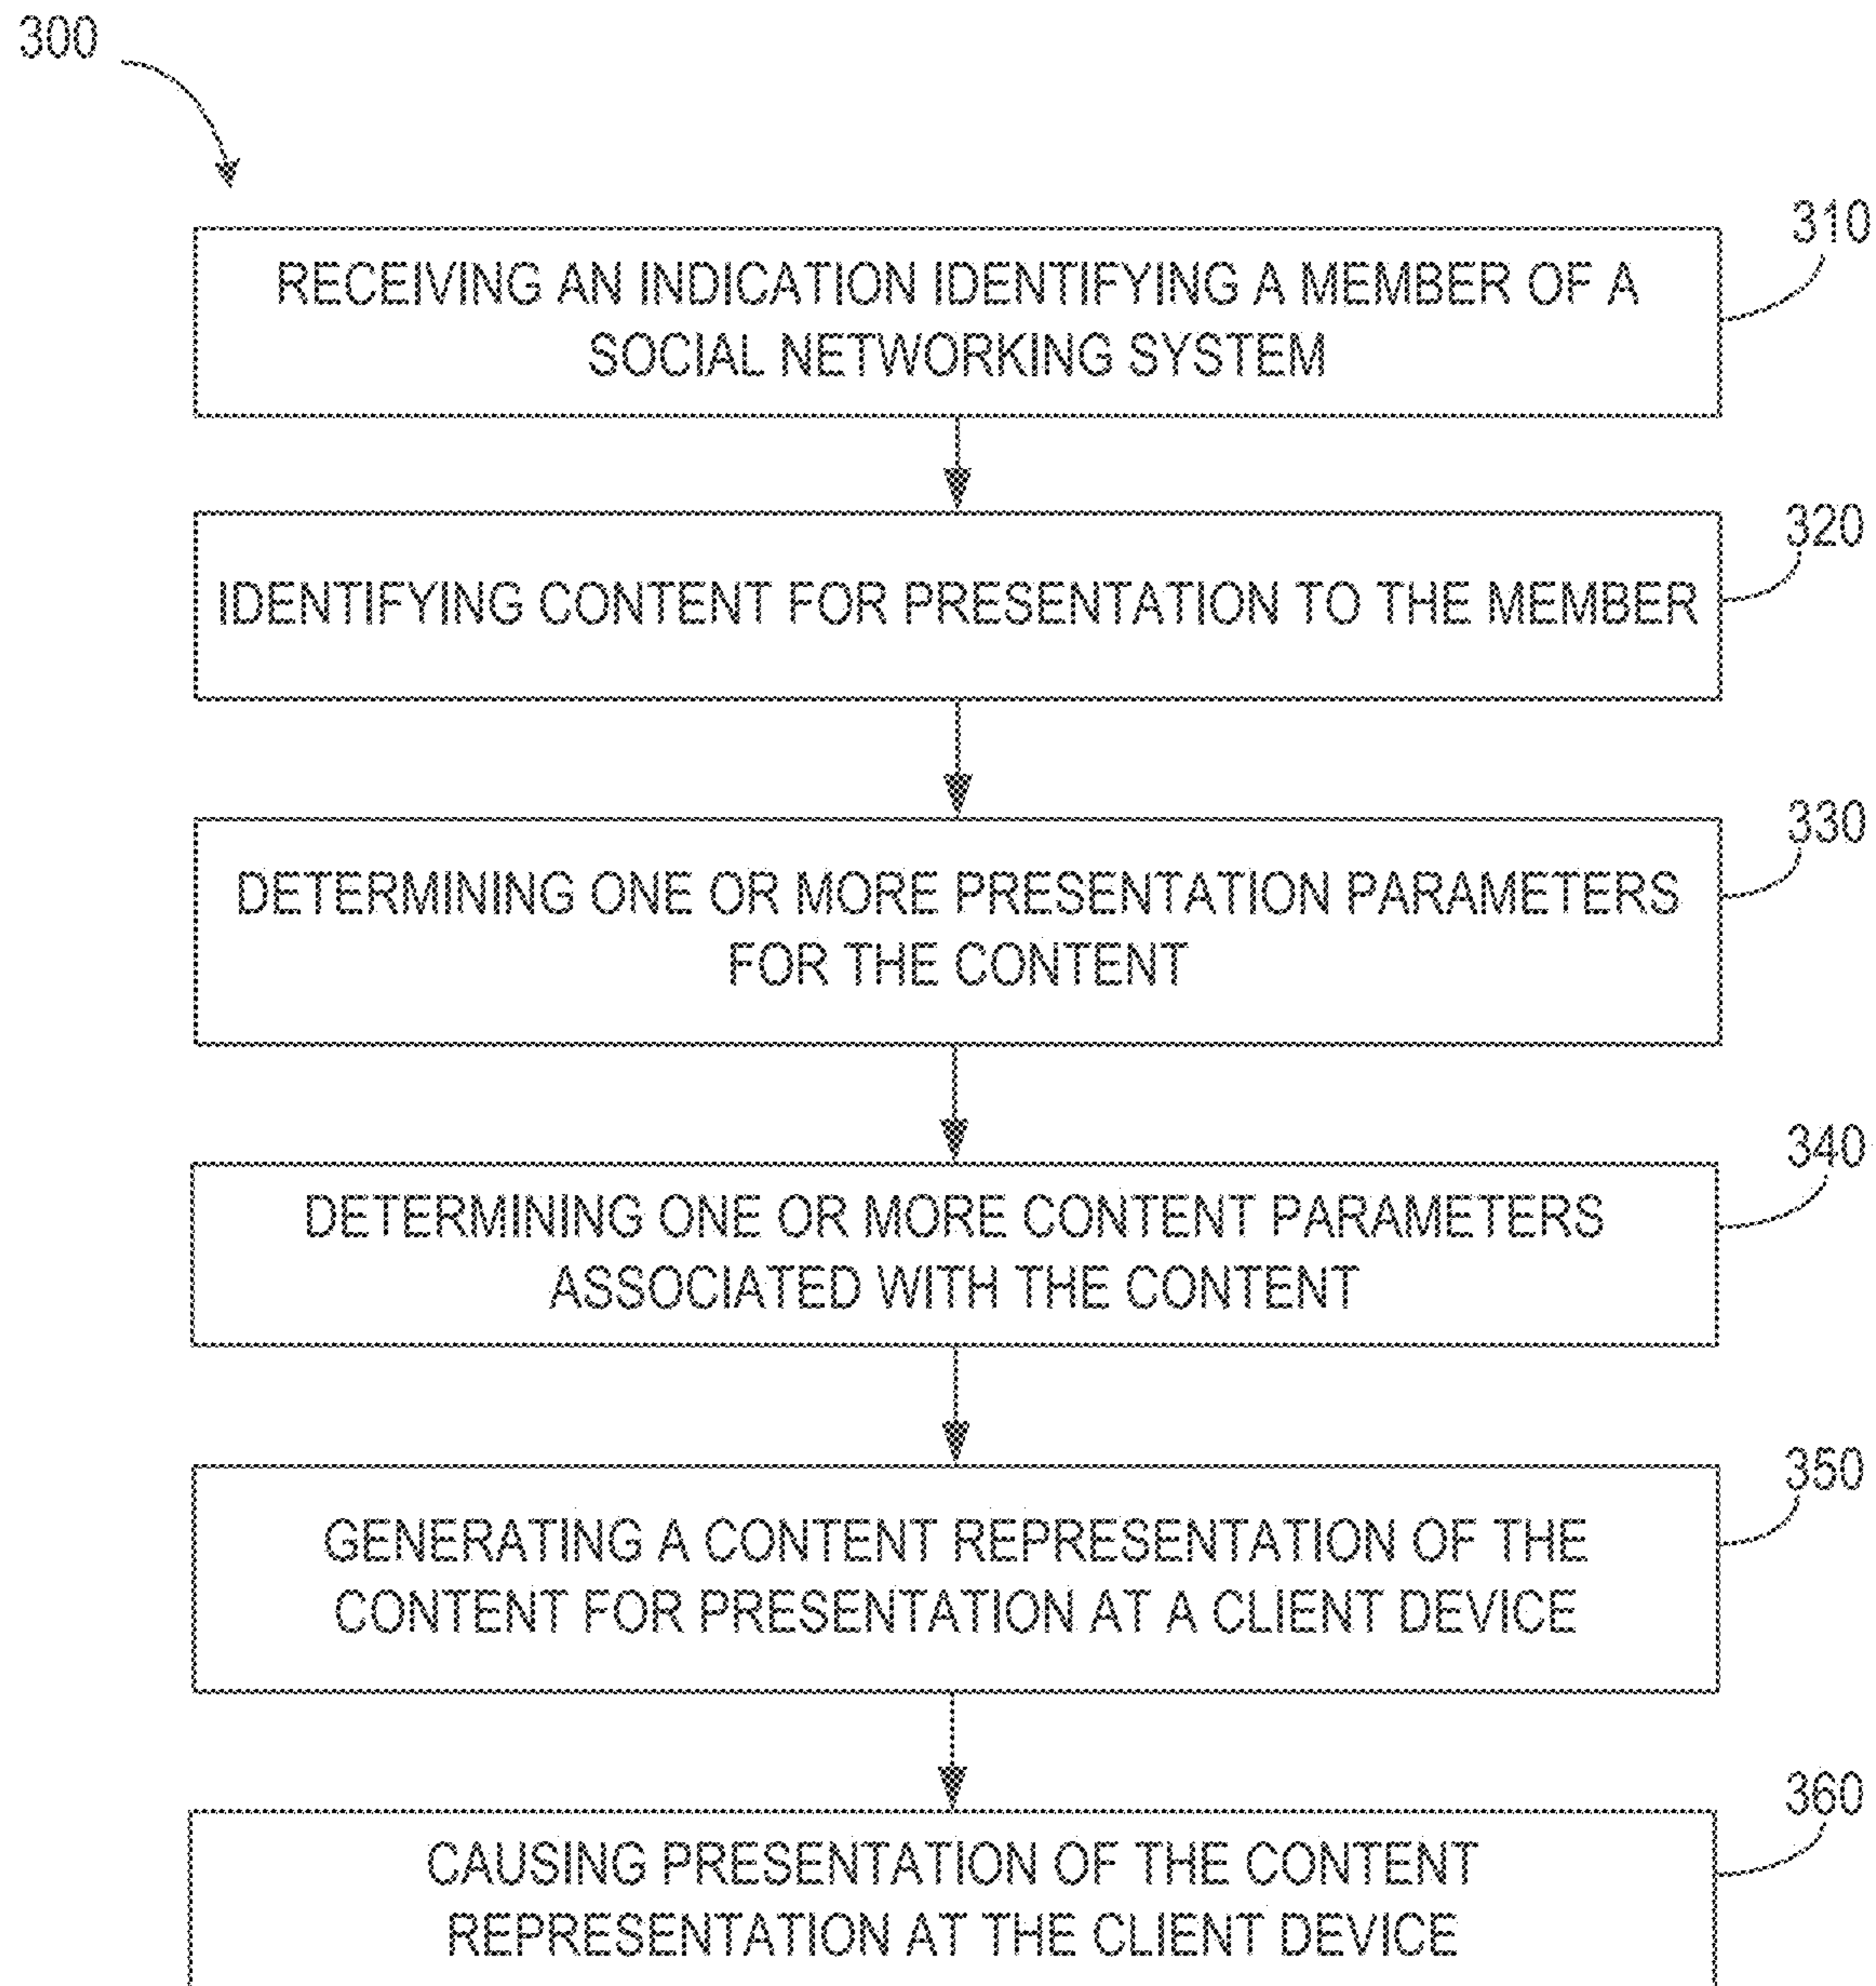 300
310
RECEIVING AN INDICATION IDENTIFYING A MEMBER OF A
SOCIAL NETWORKING SYSTEM
320
IDENTIFYING CONTENT FOR PRESENTATION TO THE MEMBER
330
DETERMINING ONE OR MORE PRESENTATION PARAMETERS
FOR THE CONTENT
340
DETERMINING ONE OR MORE CONTENT PARAMETERS
ASSOCIATED WITH THE CONTENT
350
GENERATING A CONTENT REPRESENTATION OF THE
CONTENT FOR PRESENTATION AT A CLIENT DEVICE
360
CAUSING PRESENTATION OF THE CONTENT
REPRESENTATION AT THE CLIENT DEVICE